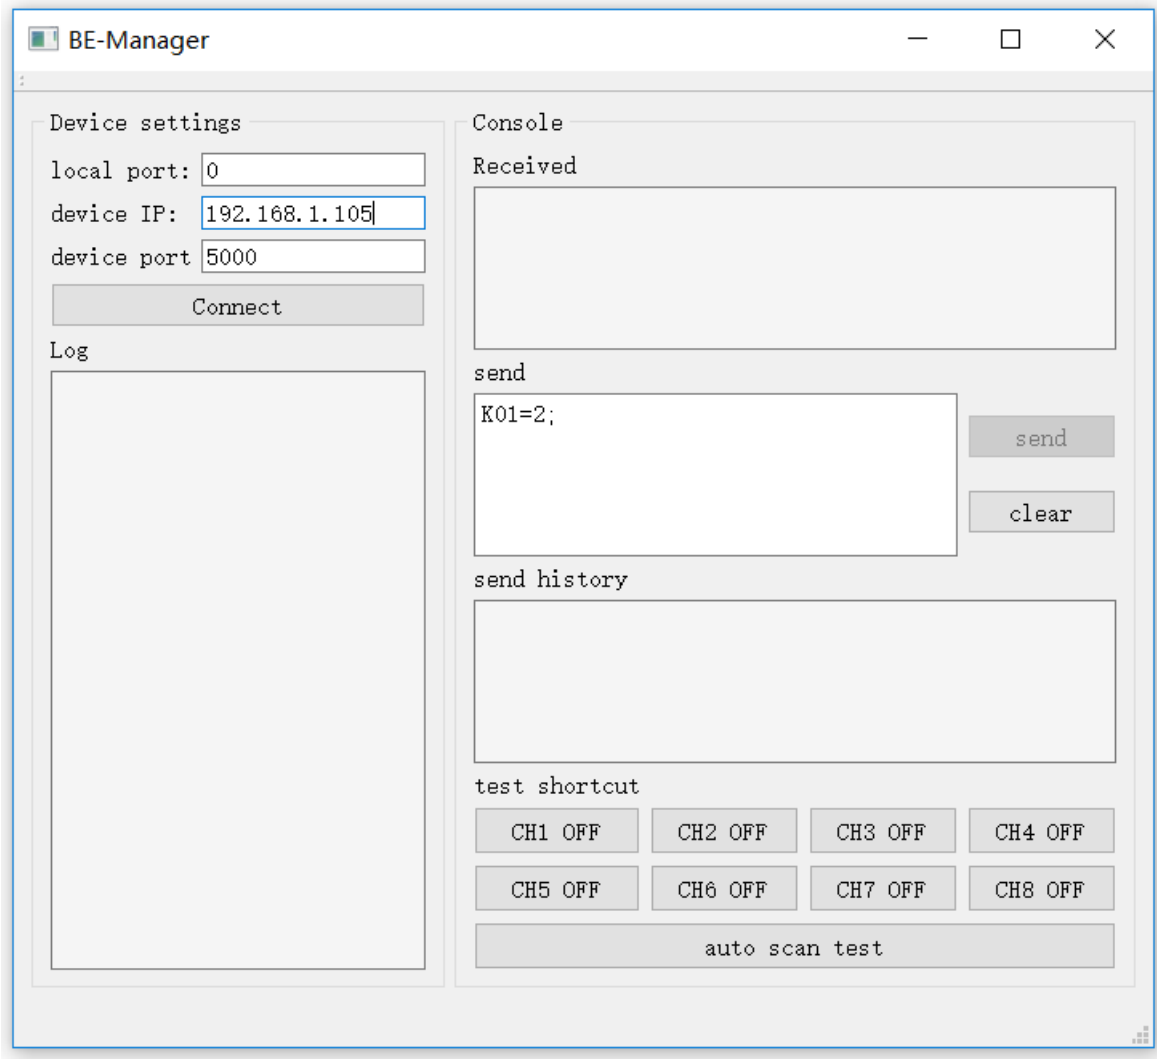 BE-Manager
Device settings
local port: 0
device IP: 192.168.1.105
device port 5000
Connect
Log
Console
Received
send
K01=2;
send
clear
send history
test shortcut
CH1 OFF CH2 OFF CH3 OFF CH4 OFF
CH5 OFF CH6 OFF CH7 OFF CH8 OFF
auto scan test